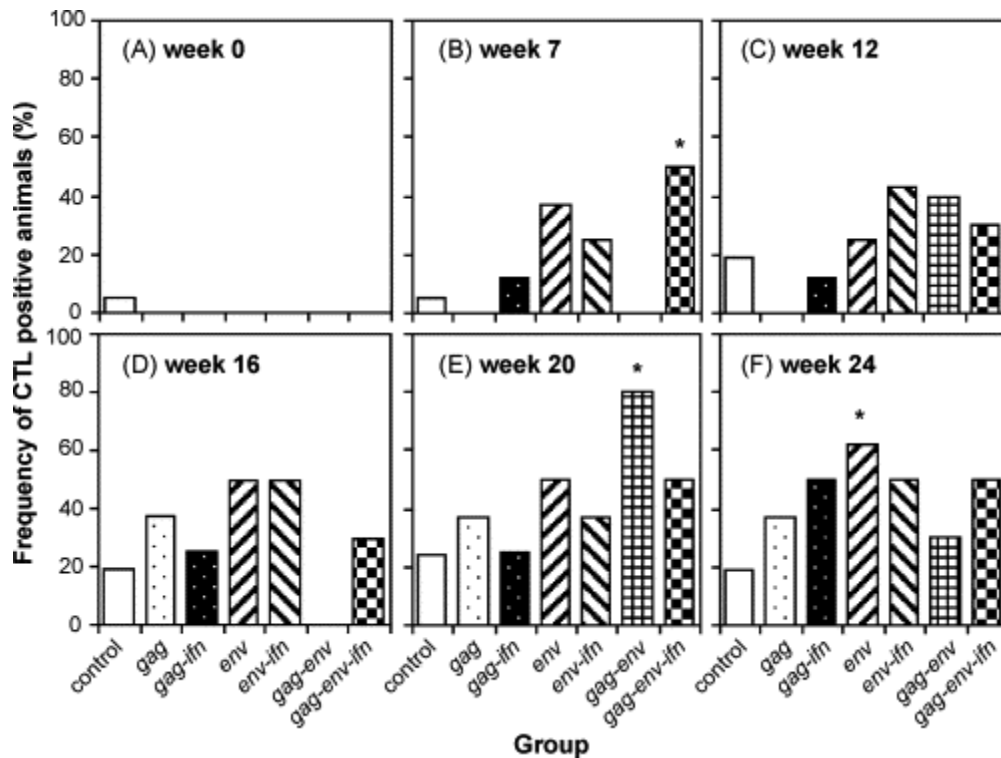 Frequency of CTL positive animals (%)
100
80
60
40
20
0
(A) week 0
(B) week 7
*
(C) week 12
100
80
60
40
20
0
(D) week 16
(E) week 20
*
(F) week 24
*
control
gag
gag-ifn
env
env-ifn
gag-env
gag-env-ifn
control
gag
gag-ifn
env
env-ifn
gag-env
gag-env-ifn
control
gag
gag-ifn
env
env-ifn
gag-env
gag-env-ifn
Group